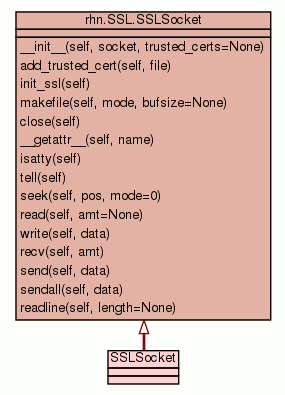 rhn.SSL.SSLSocket
__init__(self, socket, trusted_certs=None)
add_trusted_cert(self, file)
init_ssl(self)
makefile(self, mode, bufsize=None)
close(self)
__getattr__(self, name)
isatty(self)
tell(self)
seek(self, pos, mode=0)
read(self, amt=None)
write(self, data)
recv(self, amt)
send(self, data)
sendall(self, data)
readline(self, length=None)
SSLSocket